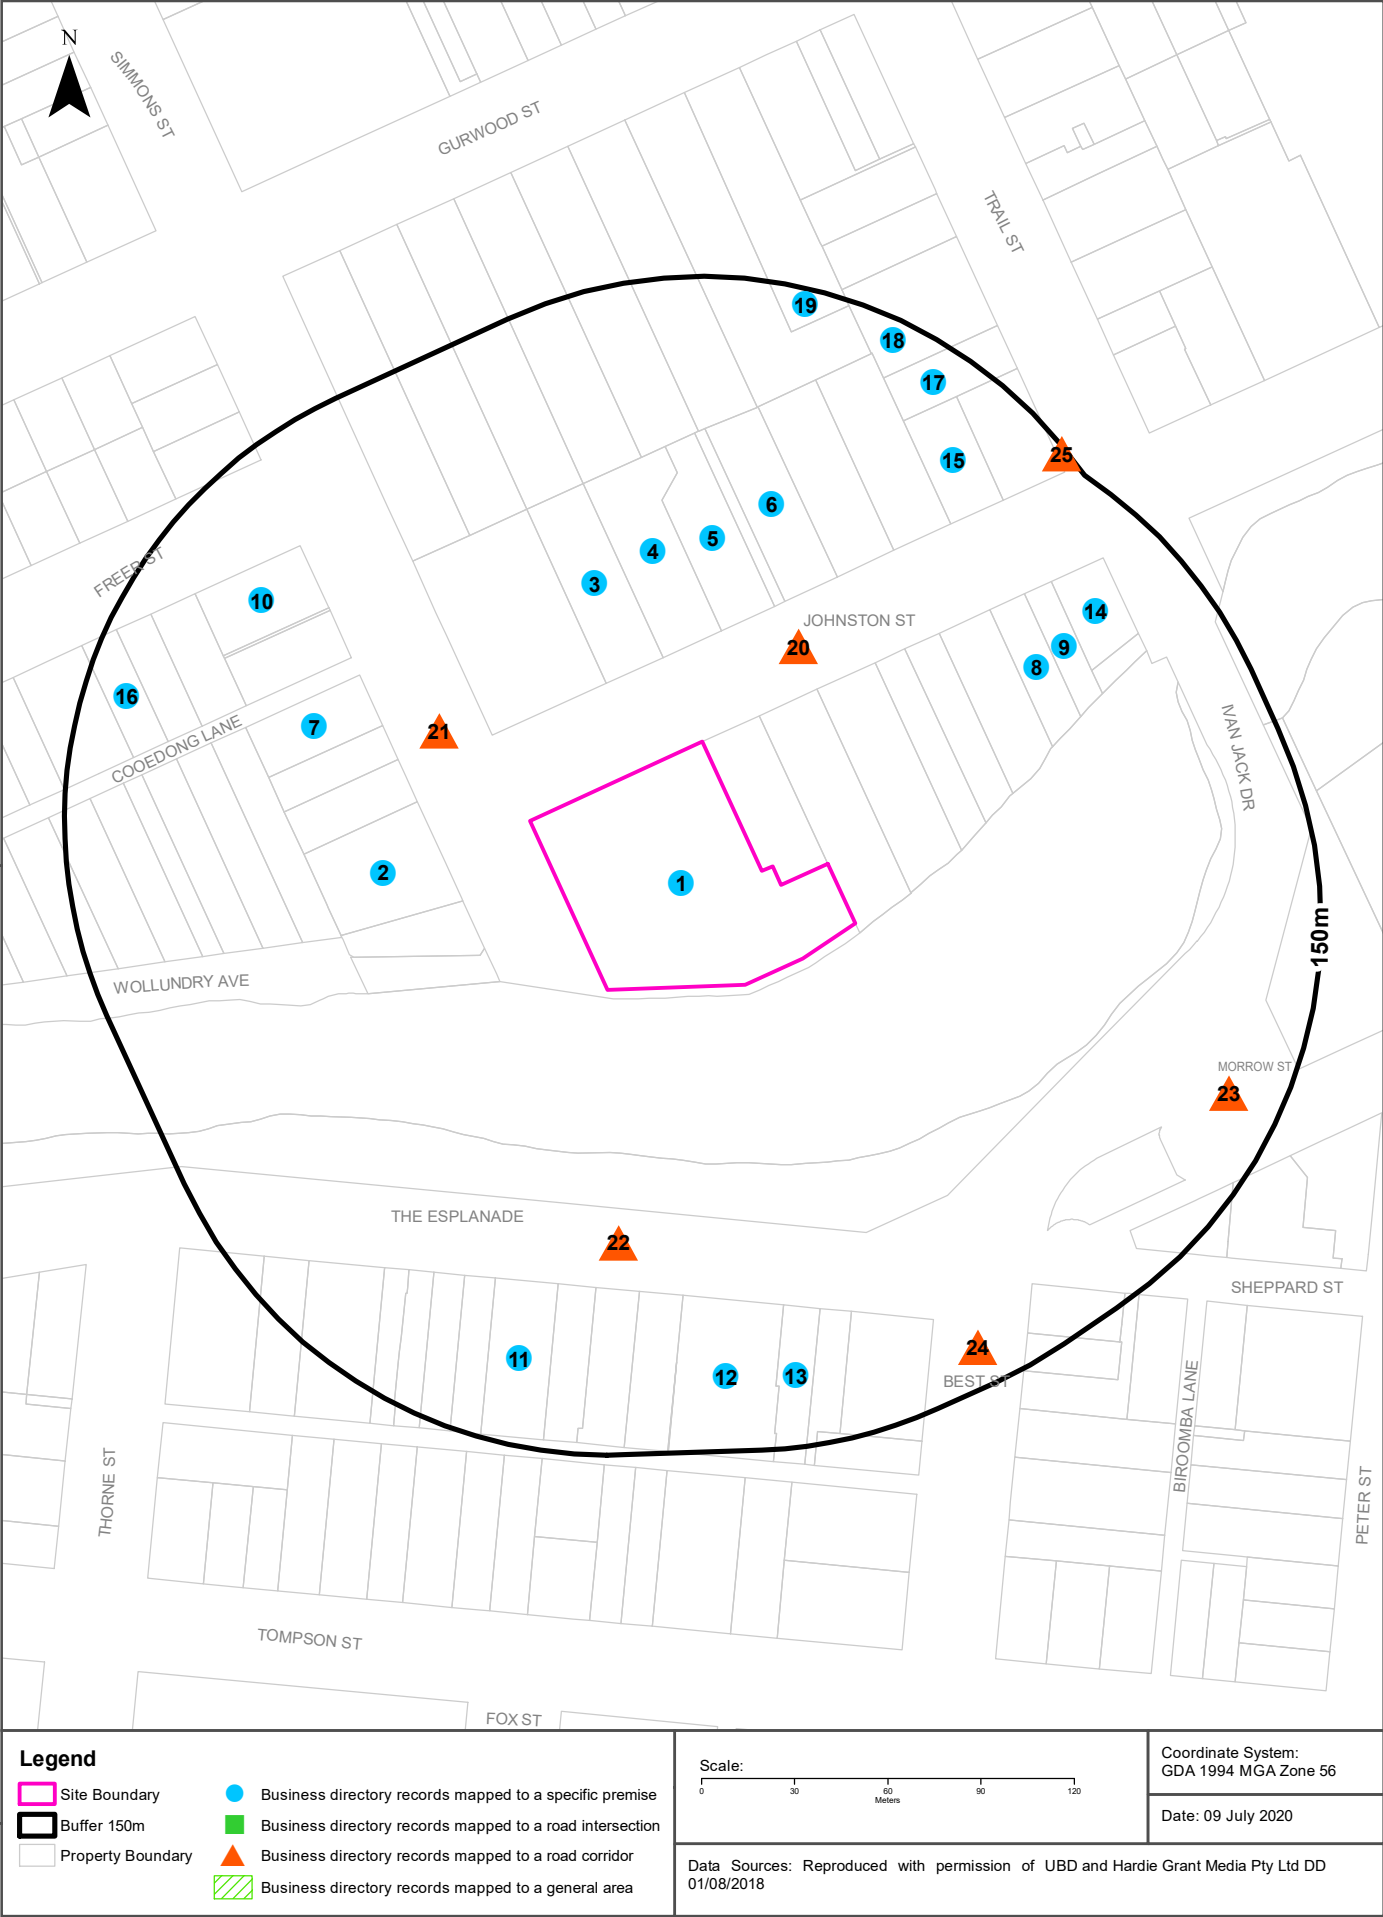 N
SIMMONS ST
GURWOOD ST
TRAIL ST
19
18
17
25
15
6
5
4
3
FREER ST
10
JOHNSTON ST
20
14
9
8
16
7
21
COOEDONG LANE
IVAN JACK DR
2
1
150m
WOLLUNDRY AVE
MORROW ST
23
THE ESPLANADE
22
SHEPPARD ST
24
BEST ST
11
12
13
BIROOMBA LANE
THORNE ST
PETER ST
TOMPSON ST
FOX ST
Legend
Site Boundary
Buffer 150m
Property Boundary
Business directory records mapped to a specific premise
Business directory records mapped to a road intersection
Business directory records mapped to a road corridor
Business directory records mapped to a general area
Scale:
0 30 60 90 120
Meters
Coordinate System:
GDA 1994 MGA Zone 56
Date: 09 July 2020
Data Sources: Reproduced with permission of UBD and Hardie Grant Media Pty Ltd DD
01/08/2018